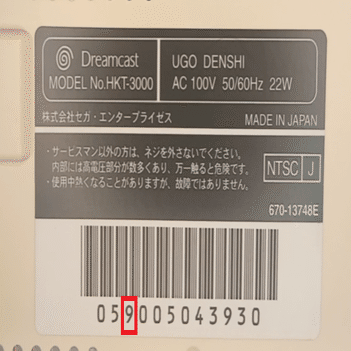 Dreamcast
MODEL No.HKT-3000
UGO DENSHI
AC 100V 50/60Hz 22W
株式会社セガ・エンタープライゼス
MADE IN JAPAN
・サービスマン以外の方は、ネジを外さないでください。
内部には高電圧部分が数多くあり、万一触ると危険です。
・使用中熱くなることがありますが、故障ではありません。
NTSC J
670-13748E
059005043930